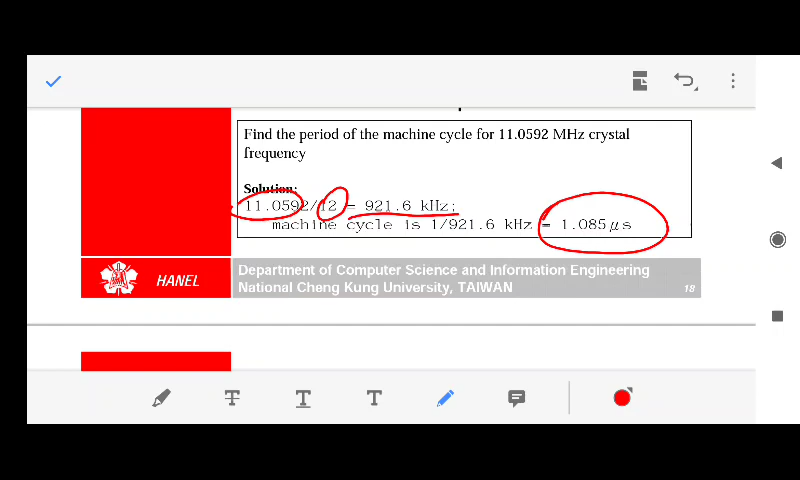 Find the period of the machine cycle for 11.0592 MHz crystal
frequency
Solution:
11.0592/12 = 921.6 kHz;
machine cycle is 1/921.6 kHz = 1.085μs
HANEL
Department of Computer Science and Information Engineering
National Cheng Kung University, TAIWAN
18
T
T
T